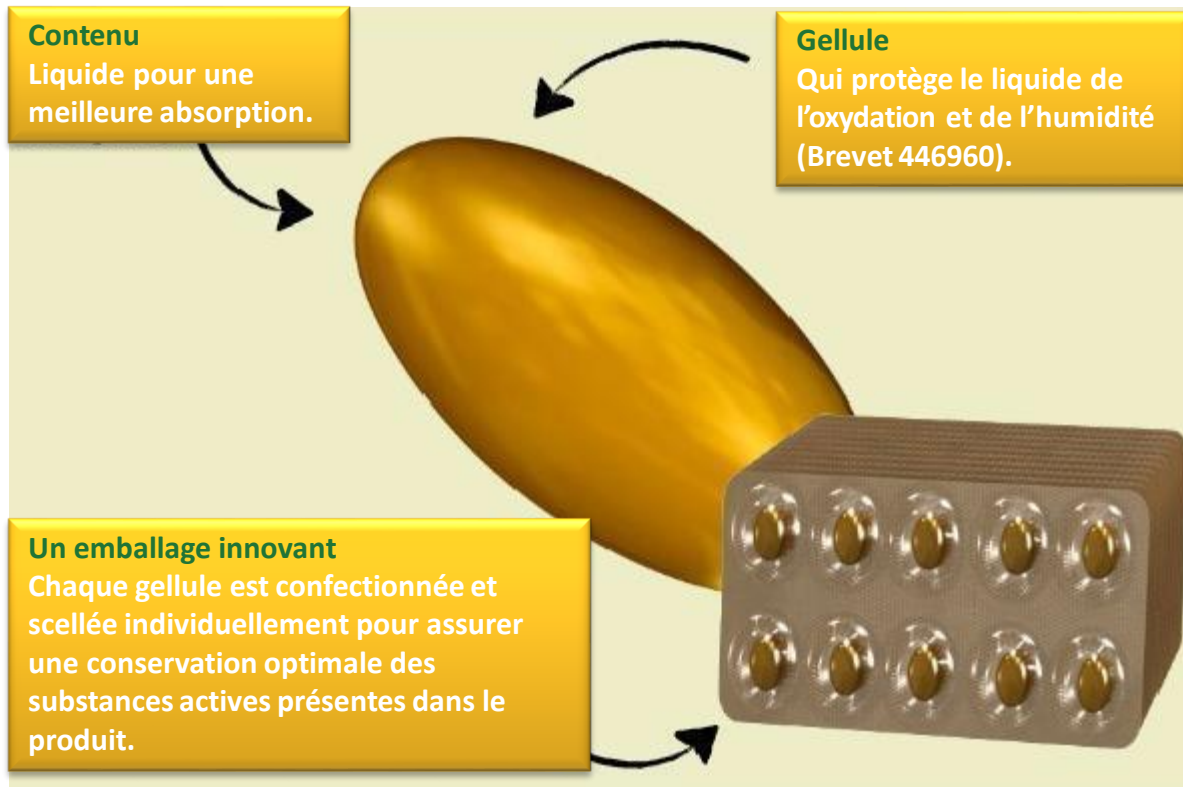 Contenu
Liquide pour une
meilleure absorption.
Gellule
Qui protège le liquide de
l’oxydation et de l’humidité
(Brevet 446960).
Un emballage innovant
Chaque gellule est confectionnée et
scellée individuellement pour assurer
une conservation optimale des
substances actives présentes dans le
produit.